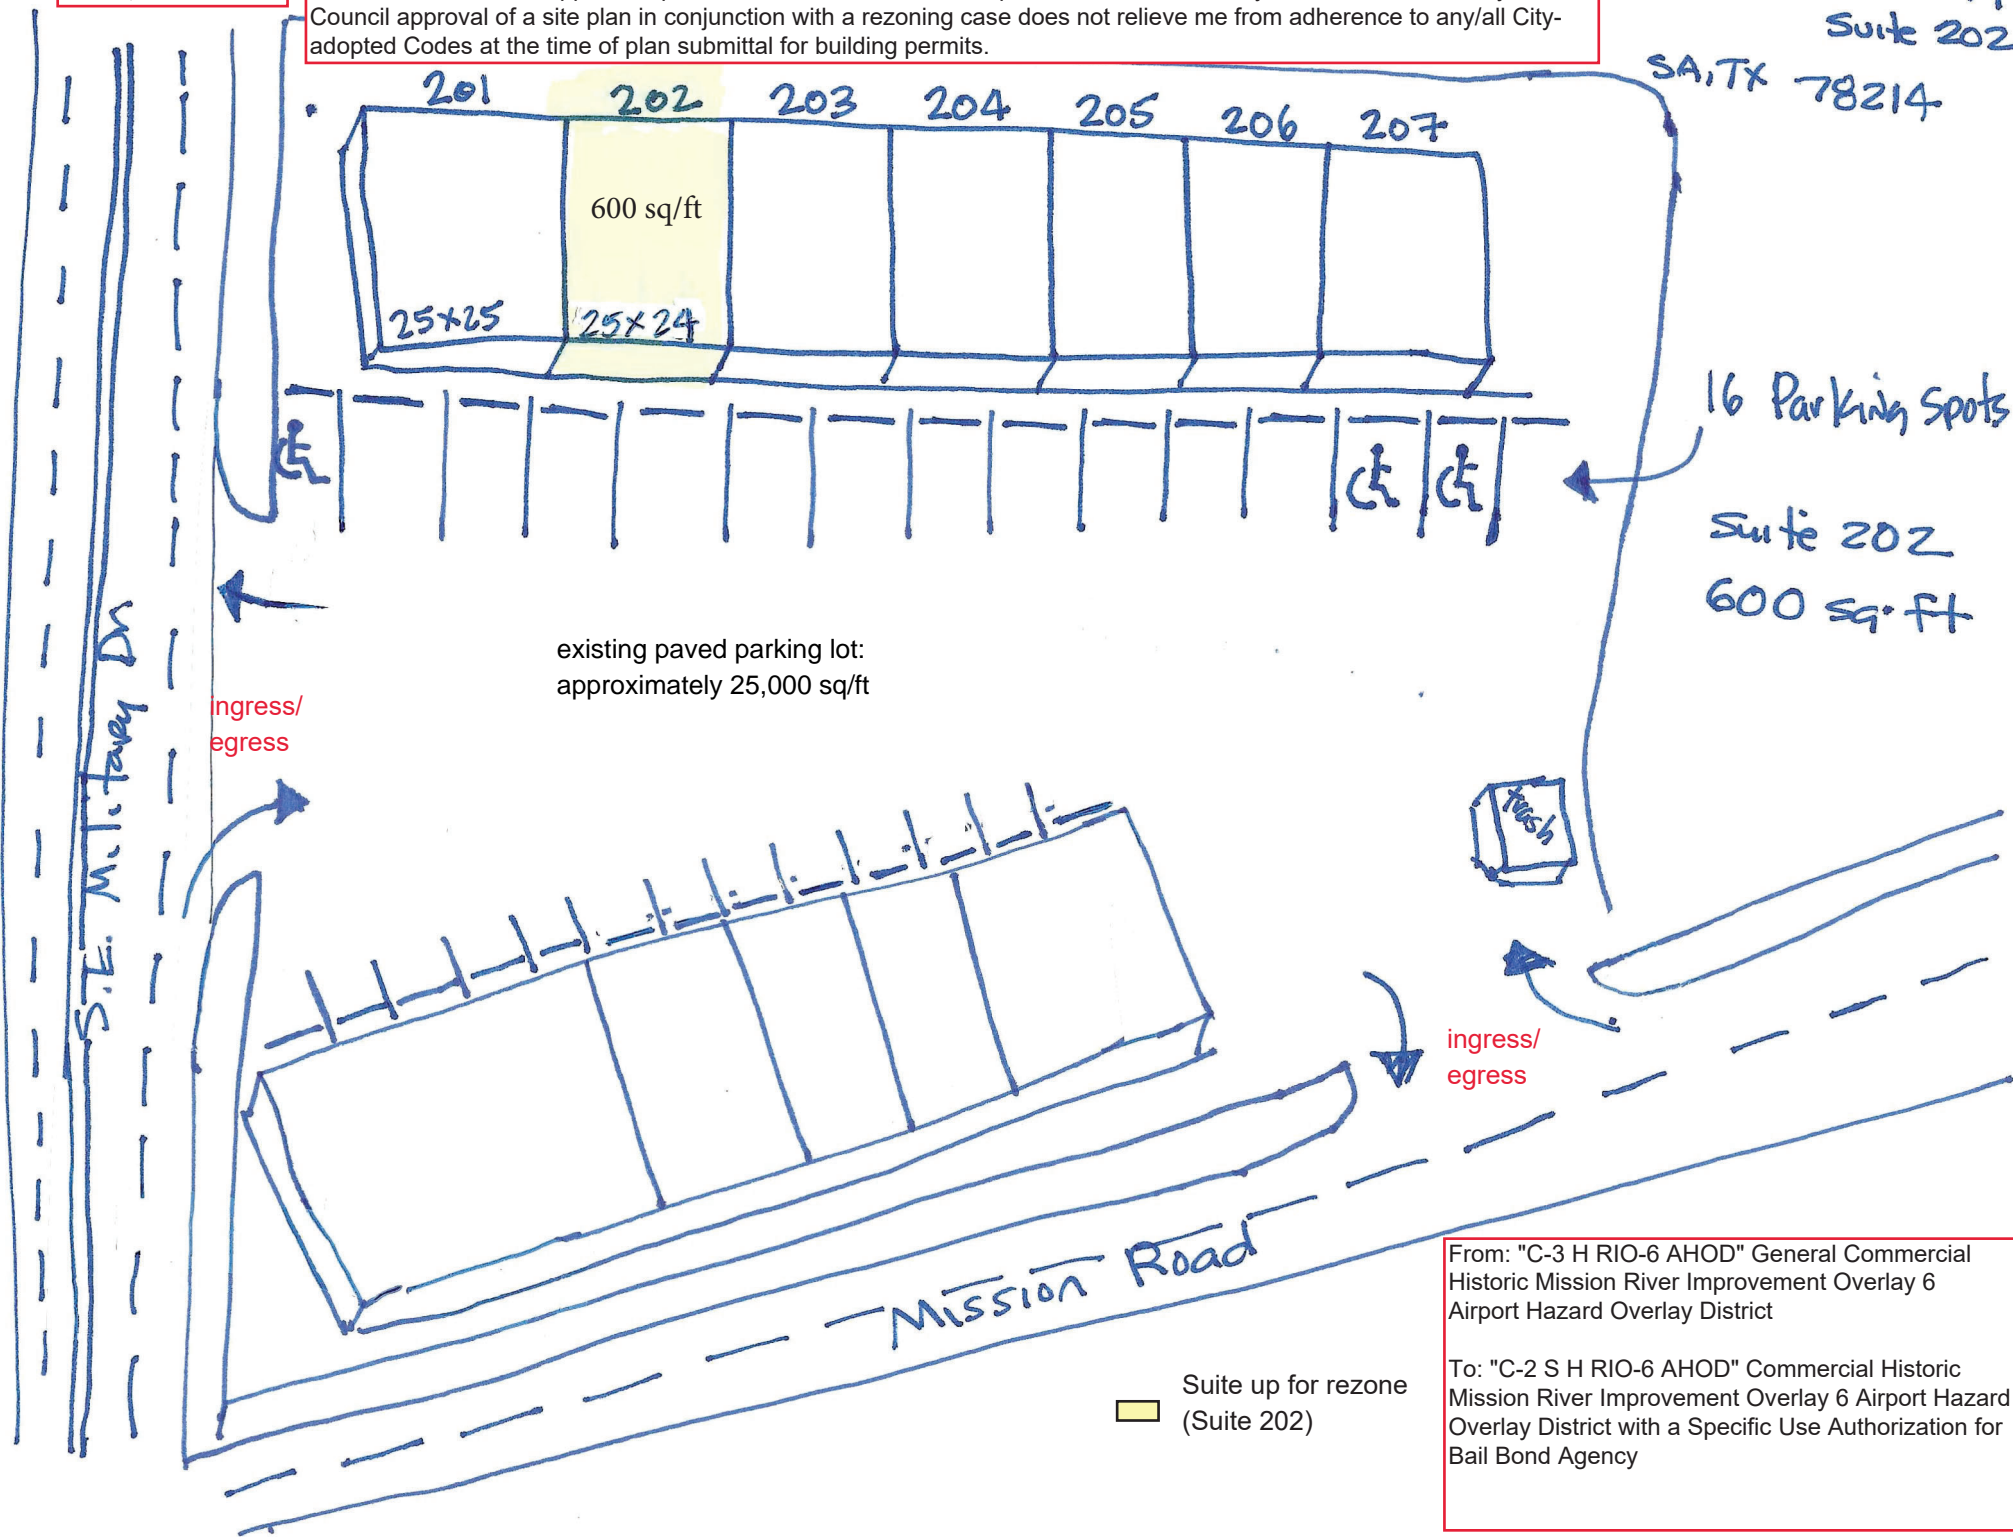 Council approval of a site plan in conjunction with a rezoning case does not relieve me from adherence to any/all City-
adopted Codes at the time of plan submittal for building permits.
Suite 202
SA, TX 78214
201
202
203
204
205
206
207
600 sq/ft
25x25
25x24
16 Parking Spots
Suite 202
600 sq. ft
existing paved parking lot:
approximately 25,000 sq/ft
ingress/
egress
S.E. Military Dr
trash
ingress/
egress
Mission Road
Suite up for rezone
(Suite 202)
From: "C-3 H RIO-6 AHOD" General Commercial
Historic Mission River Improvement Overlay 6
Airport Hazard Overlay District
To: "C-2 S H RIO-6 AHOD" Commercial Historic
Mission River Improvement Overlay 6 Airport Hazard
Overlay District with a Specific Use Authorization for
Bail Bond Agency